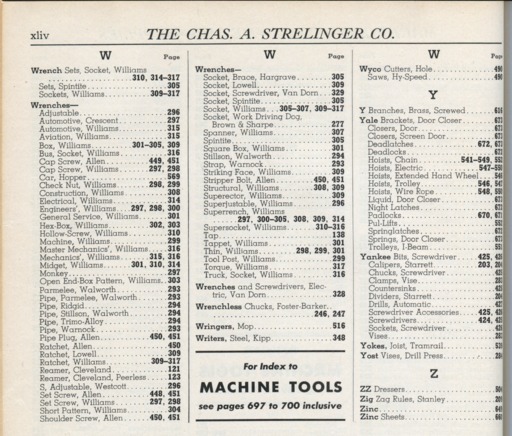 xliv THE CHAS. A. STRELINGER CO.
W Page
Wrench Sets, Socket, Williams
310, 314–317
Sets, Spintite 305
Sockets, Williams 309–317
Wrenches—
Adjustable 296
Automotive, Crescent 297
Automotive, Williams 315
Aviation, Williams 315
Box, Williams 301–305, 309
Bus, Socket, Williams 316
Cap Screw, Allen 449, 451
Cap Screw, Williams 297, 298
Car, Hopper 569
Check Nut, Williams 298, 299
Construction, Williams 308
Electrical, Williams 314
Engineers', Williams 297, 298, 300
General Service, Williams 301
Hex-Box, Williams 302, 303
Hollow-Screw, Williams 310
Machine, Williams 299
Master Mechanics', Williams 316
Mechanics', Williams 315, 316
Midget, Williams 301, 310, 314
Monkey 297
Open End-Box Pattern, Williams 303
Parmelee, Walworth 293
Pipe, Parmelee, Walworth 293
Pipe, Ridgid 294
Pipe, Stillson, Walworth 294
Pipe, Trimo-Alloy 294
Pipe, Warnock 293
Pipe Plug, Allen 450, 451
Ratchet, Allen 450
Ratchet, Lowell 309
Ratchet, Williams 309–317
Reamer, Cleveland 121
Reamer, Cleveland, Peerless 123
S, Adjustable, Westcott 296
Set Screw, Allen 448, 451
Set Screw, Williams 297, 298
Short Pattern, Williams 304
Shoulder Screw, Allen 450, 451
W Page
Wrenches—
Socket, Brace, Hargrave 305
Socket, Lowell 309
Socket, Screwdriver, Van Dorn 329
Socket, Spintite 305
Socket, Williams 305–307, 309–317
Socket, Work Driving Dog,
Brown & Sharpe 277
Spanner, Williams 307
Spintite 305
Square Box, Williams 301
Stillson, Walworth 294
Strap, Warnock 293
Striking Face, Williams 309
Stripper Bolt, Allen 450, 451
Structural, Williams 308, 309
Superector, Williams 309
Superjustable, Williams 296
Superrench, Williams
297, 300–305, 308, 309, 314
Supersocket, Williams 310–316
Tap 138
Tappet, Williams 301
Thin, Williams 298, 299, 301
Tool Post, Williams 299
Torque, Williams 317
Truck, Socket, Williams 316
Wrenches and Screwdrivers, Elec-
tric, Van Dorn 328
Wrenchless Chucks, Foster-Barker
246, 247
Wringers, Mop 516
Writers, Steel, Kipp 348
For Index to
MACHINE TOOLS
see pages 697 to 700 inclusive
W
Wyco Cutters, Hole
Saws, Hy-Speed
Y
Y Branches, Brass, Screwed
Yale Brackets, Door Closer
Closers, Door
Closers, Screen Door
Deadlatches 672,
Deadlocks
Hoists, Chain 541–549,
Hoists, Electric
Hoists, Extended Hand Wheel
Hoists, Trolley 546,
Hoists, Wire Rope 548,
Liquid, Door Closer
Night Latches
Padlocks 670,
Pul-Lifts
Springlatches
Springs, Door Closer
Trolleys, I-Beam
Yankee Bits, Screwdriver 425,
Calipers, Starrett 203,
Chucks, Screwdriver
Clamps, Vise
Countersinks
Dividers, Starrett
Drills, Automatic
Screwdriver Accessories 425,
Screwdrivers 424,
Sockets, Screwdriver
Vises
Yokes, Joist, Tramrail
Yost Vises, Drill Press
Z
ZZ Dressers
Zig Zag Rules, Stanley
Zinc
Zinc Sheets